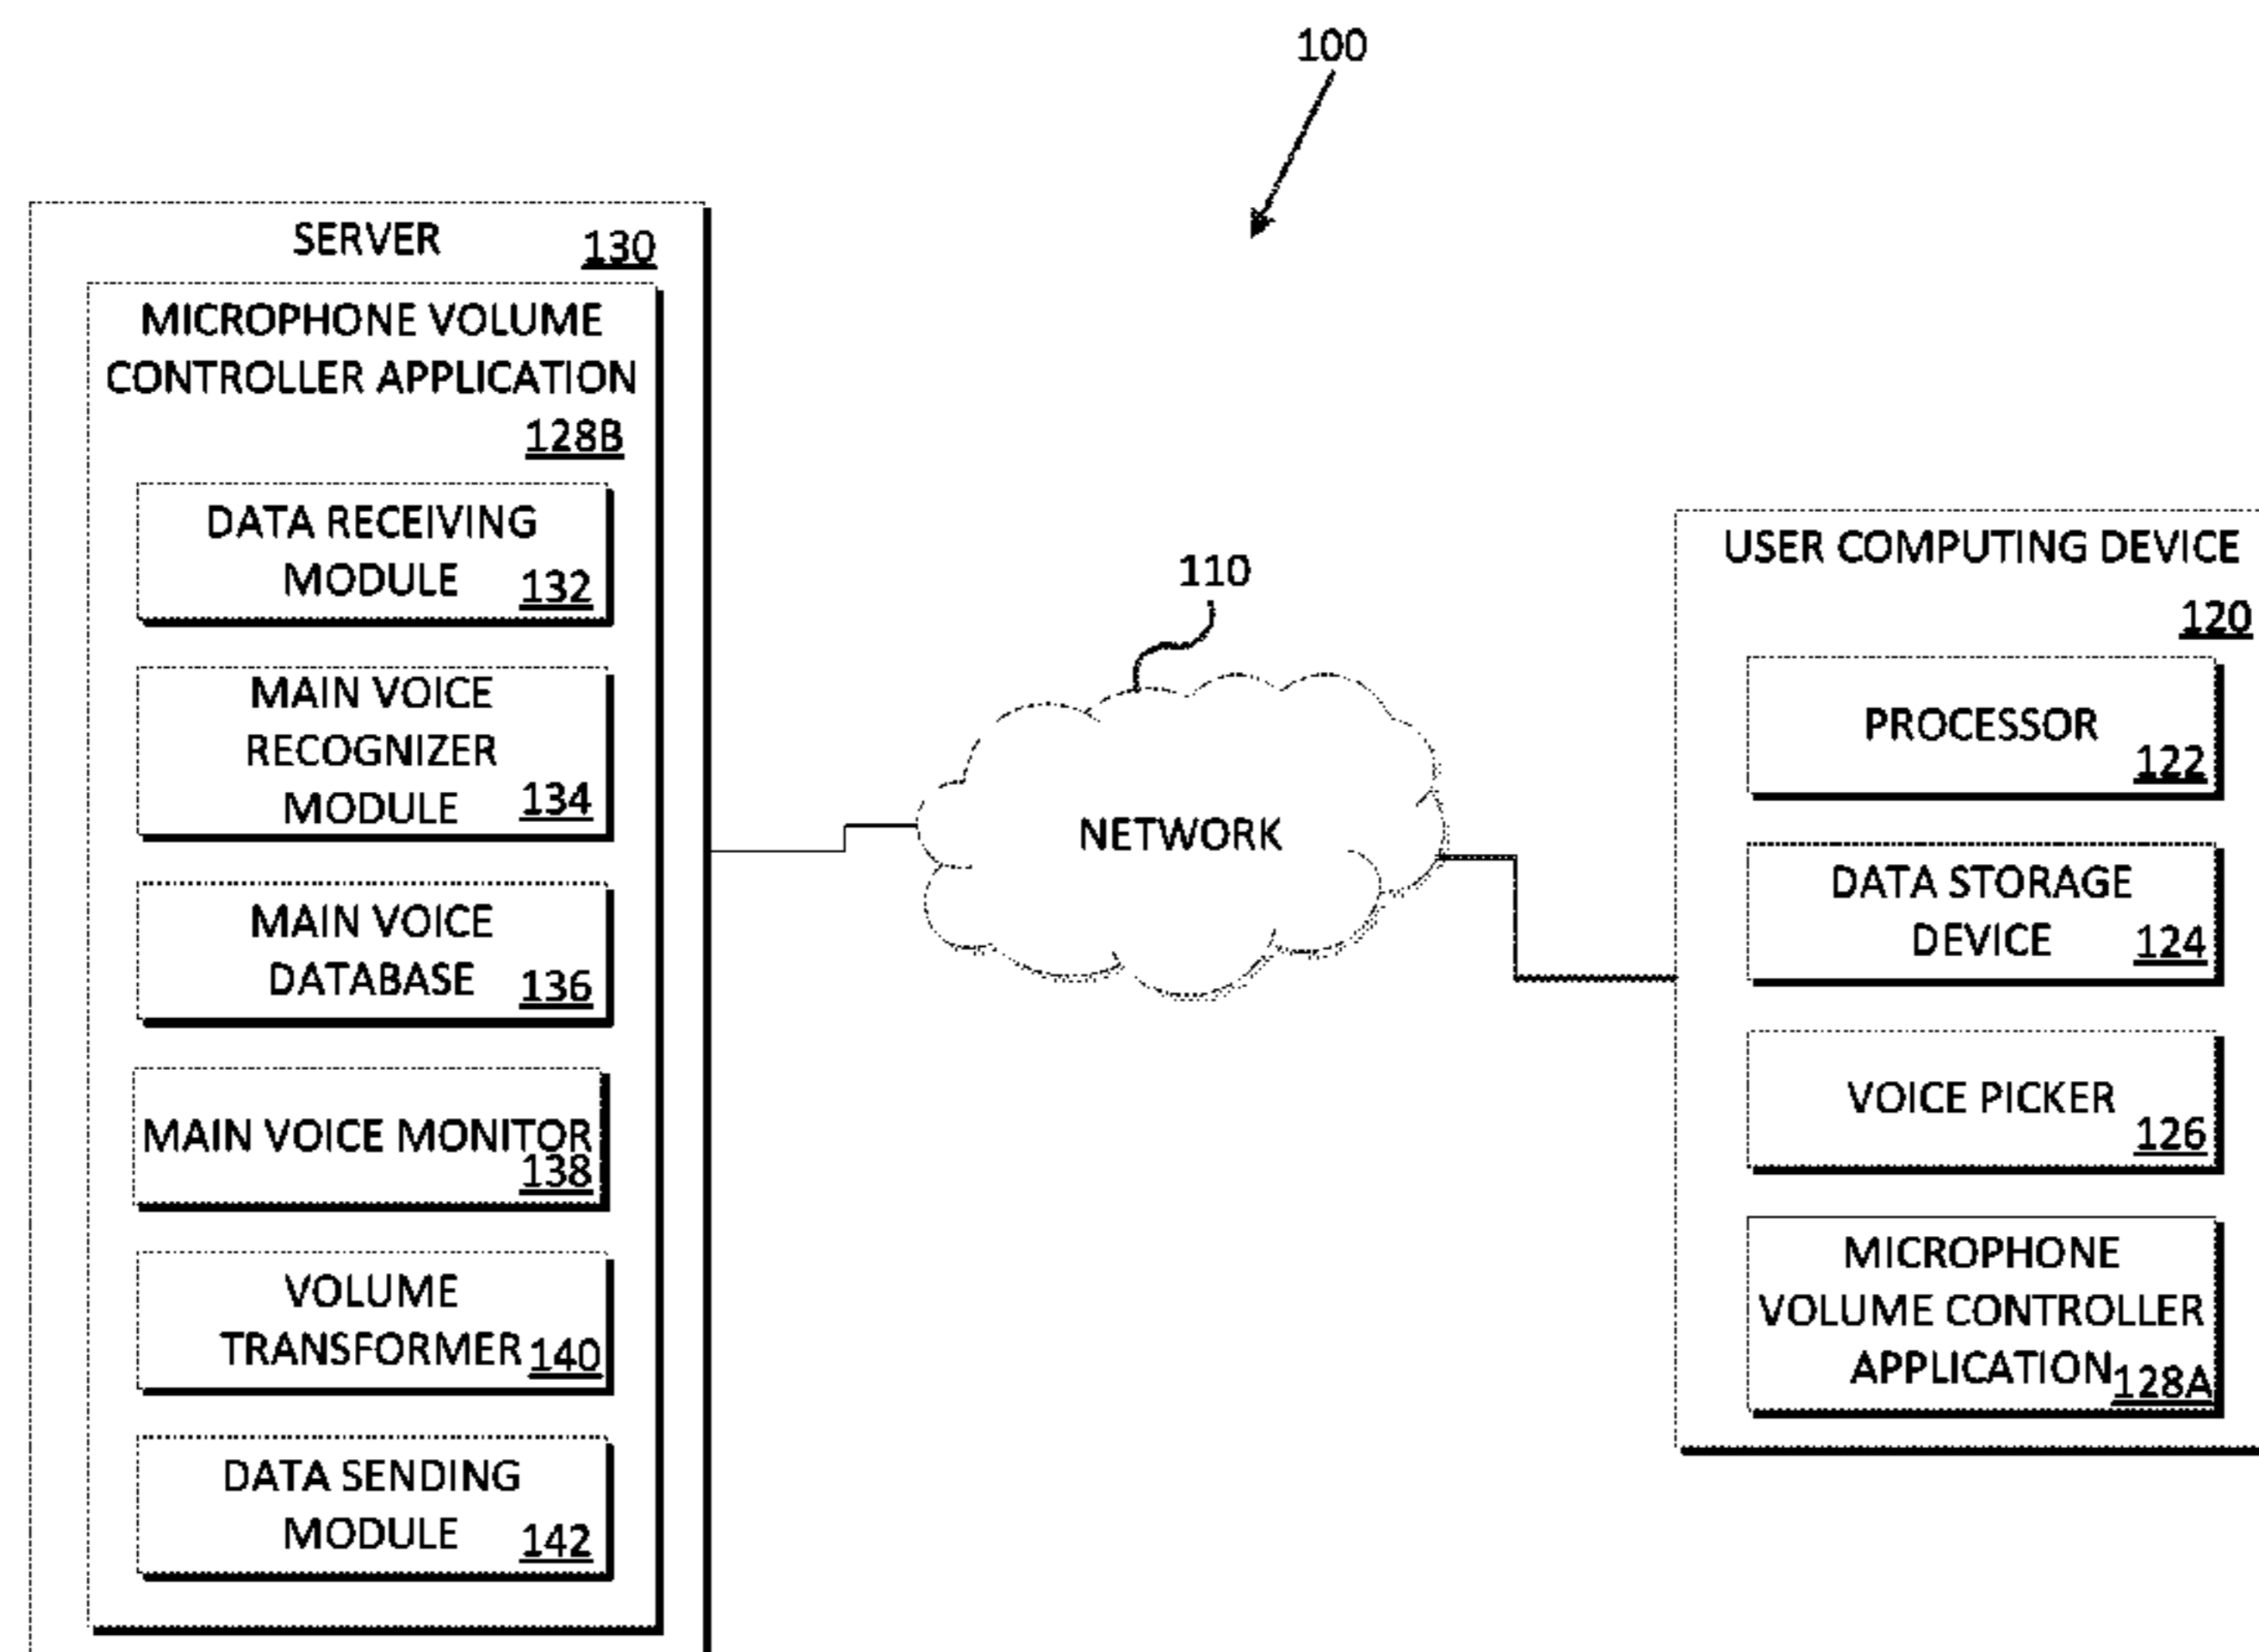 100
SERVER
130
MICROPHONE VOLUME
CONTROLLER APPLICATION
128B
DATA RECEIVING
MODULE 132
MAIN VOICE
RECOGNIZER
MODULE 134
MAIN VOICE
DATABASE 136
MAIN VOICE MONITOR
138
VOLUME
TRANSFORMER 140
DATA SENDING
MODULE 142
110
NETWORK
USER COMPUTING DEVICE
120
PROCESSOR
122
DATA STORAGE
DEVICE 124
VOICE PICKER
126
MICROPHONE
VOLUME CONTROLLER
APPLICATION 128A